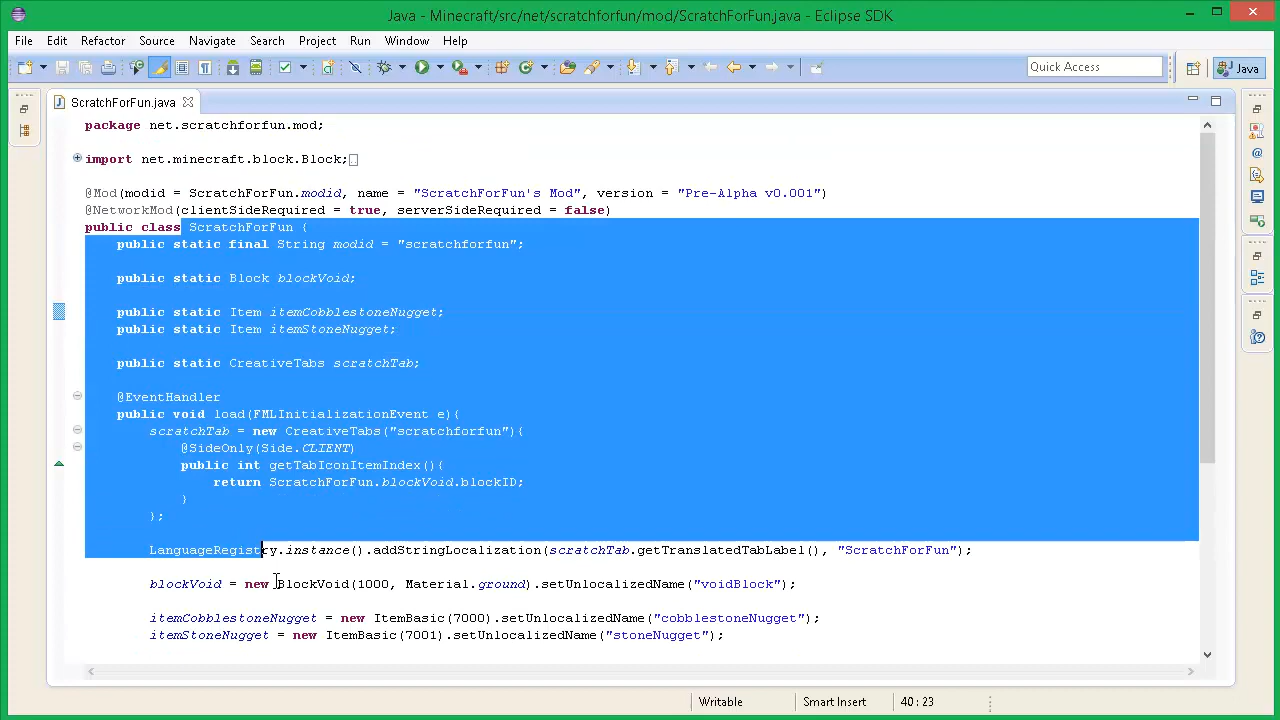 Java - Minecraft/src/net/scratchforfun/mod/ScratchForFun.java - Eclipse SDK
File Edit Refactor Source Navigate Search Project Run Window Help
Quick Access
Java
ScratchForFun.java
package net.scratchforfun.mod;
import net.minecraft.block.Block;
@Mod(modid = ScratchForFun.modid, name = "ScratchForFun's Mod", version = "Pre-Alpha v0.001")
@NetworkMod(clientSideRequired = true, serverSideRequired = false)
public class ScratchForFun {
public static final String modid = "scratchforfun";
public static Block blockVoid;
public static Item itemCobblestoneNugget;
public static Item itemStoneNugget;
public static CreativeTabs scratchTab;
@EventHandler
public void load(FMLInitializationEvent e){
scratchTab = new CreativeTabs("scratchforfun"){
@SideOnly(Side.CLIENT)
public int getTabIconItemIndex(){
return ScratchForFun.blockVoid.blockID;
}
};
LanguageRegistry.instance().addStringLocalization(scratchTab.getTranslatedTabLabel(), "ScratchForFun");
blockVoid = new BlockVoid(1000, Material.ground).setUnlocalizedName("voidBlock");
itemCobblestoneNugget = new ItemBasic(7000).setUnlocalizedName("cobblestoneNugget");
itemStoneNugget = new ItemBasic(7001).setUnlocalizedName("stoneNugget");
Writable Smart Insert 40 : 23